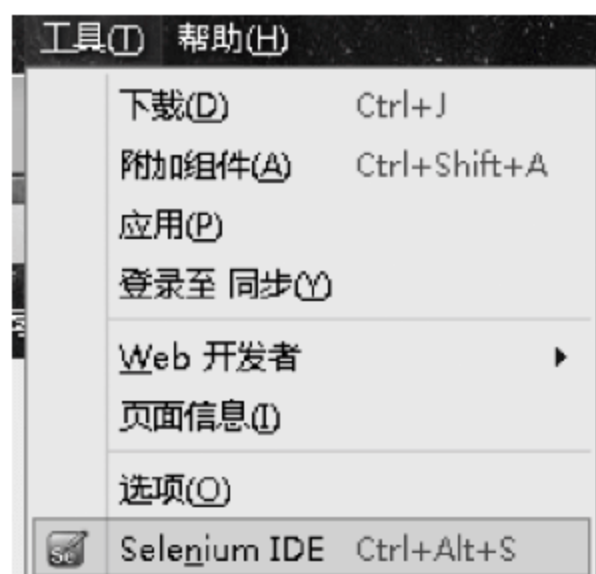 工具(T) 帮助(H)
下载(D) Ctrl+J
附加组件(A) Ctrl+Shift+A
应用(P)
登录至 同步(Y)
Web 开发者
页面信息(I)
选项(O)
Selenium IDE Ctrl+Alt+S